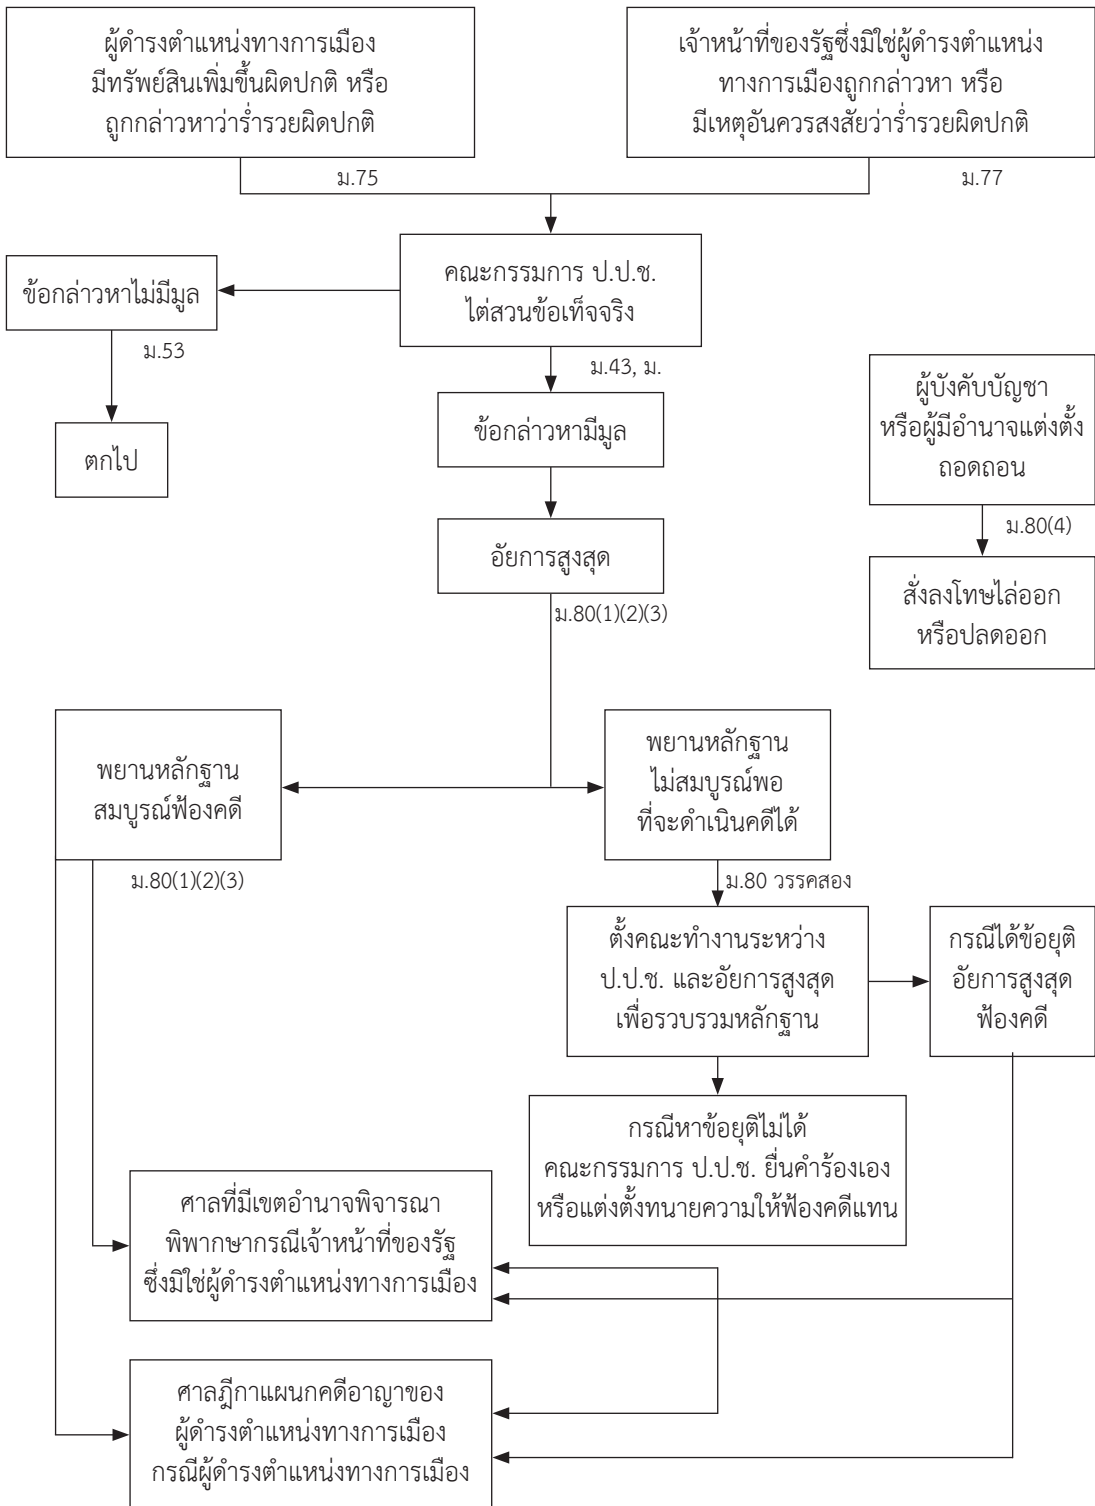 ผู้ดำรงตำแหน่งทางการเมือง
มีทรัพย์สินเพิ่มขึ้นผิดปกติ หรือ
ถูกกล่าวหาว่าร่ำรวยผิดปกติ
เจ้าหน้าที่ของรัฐซึ่งมิใช่ผู้ดำรงตำแหน่ง
ทางการเมืองถูกกล่าวหา หรือ
มีเหตุอันควรสงสัยว่าร่ำรวยผิดปกติ
ม.75
ม.77
คณะกรรมการ ป.ป.ช.
ไต่สวนข้อเท็จจริง
ข้อกล่าวหาไม่มีมูล
ม.53
ตกไป
ม.43, ม.
ข้อกล่าวหามีมูล
ผู้บังคับบัญชา
หรือผู้มีอำนาจแต่งตั้ง
ถอดถอน
ม.80(4)
สั่งลงโทษไล่ออก
หรือปลดออก
อัยการสูงสุด
ม.80(1)(2)(3)
พยานหลักฐาน
สมบูรณ์ฟ้องคดี
ม.80(1)(2)(3)
พยานหลักฐาน
ไม่สมบูรณ์พอ
ที่จะดำเนินคดีได้
ม.80 วรรคสอง
ตั้งคณะทำงานระหว่าง
ป.ป.ช. และอัยการสูงสุด
เพื่อรวบรวมหลักฐาน
กรณีได้ข้อยุติ
อัยการสูงสุด
ฟ้องคดี
กรณีหาข้อยุติไม่ได้
คณะกรรมการ ป.ป.ช. ยื่นคำร้องเอง
หรือแต่งตั้งทนายความให้ฟ้องคดีแทน
ศาลที่มีเขตอำนาจพิจารณา
พิพากษากรณีเจ้าหน้าที่ของรัฐ
ซึ่งมิใช่ผู้ดำรงตำแหน่งทางการเมือง
ศาลฎีกาแผนกคดีอาญาของ
ผู้ดำรงตำแหน่งทางการเมือง
กรณีผู้ดำรงตำแหน่งทางการเมือง